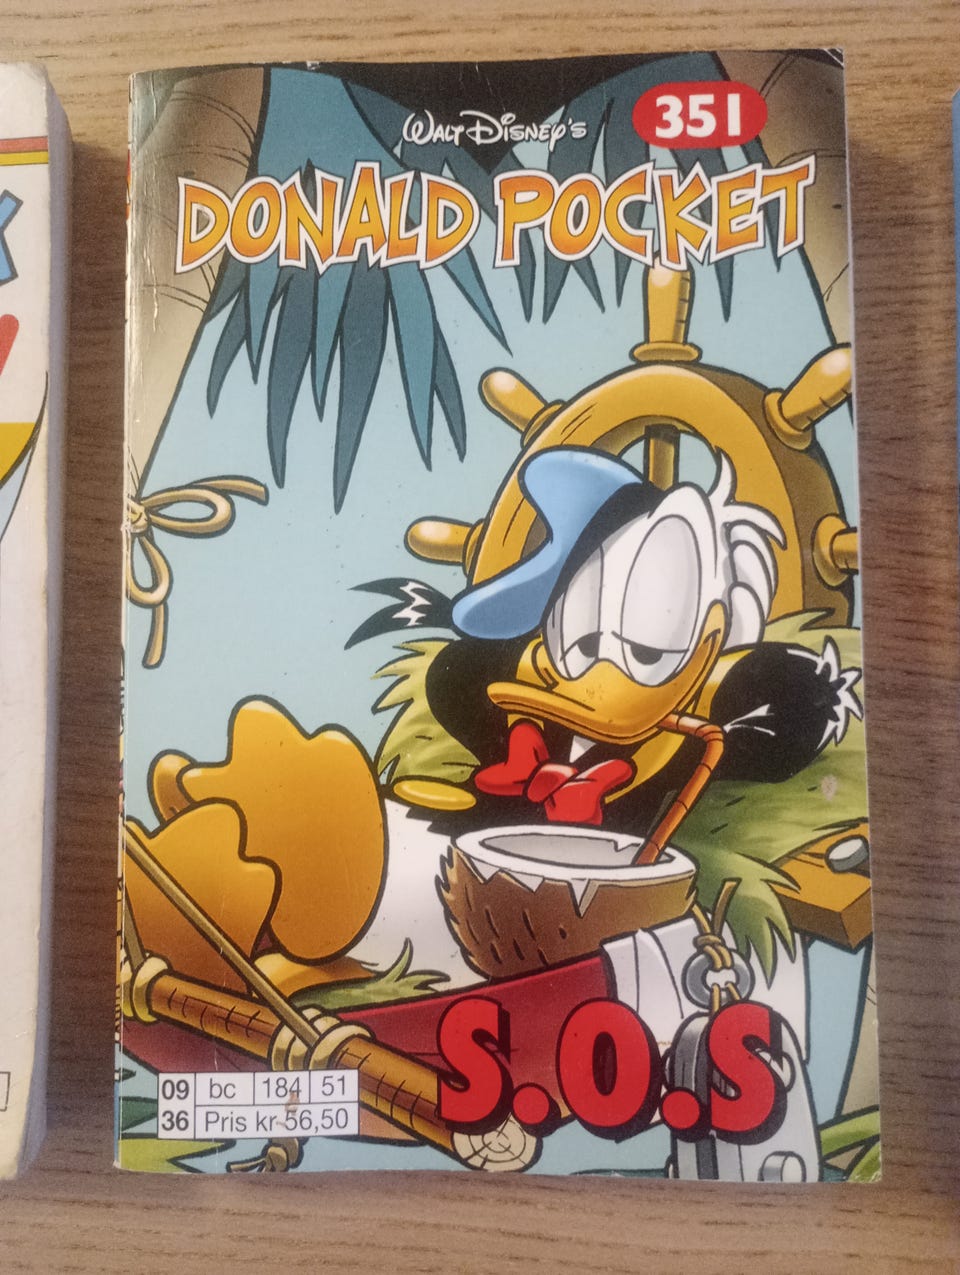 WALT DISNEY'S
351
DONALD POCKET
S.O.S
09 bc 184 51
36 Pris kr 56,50